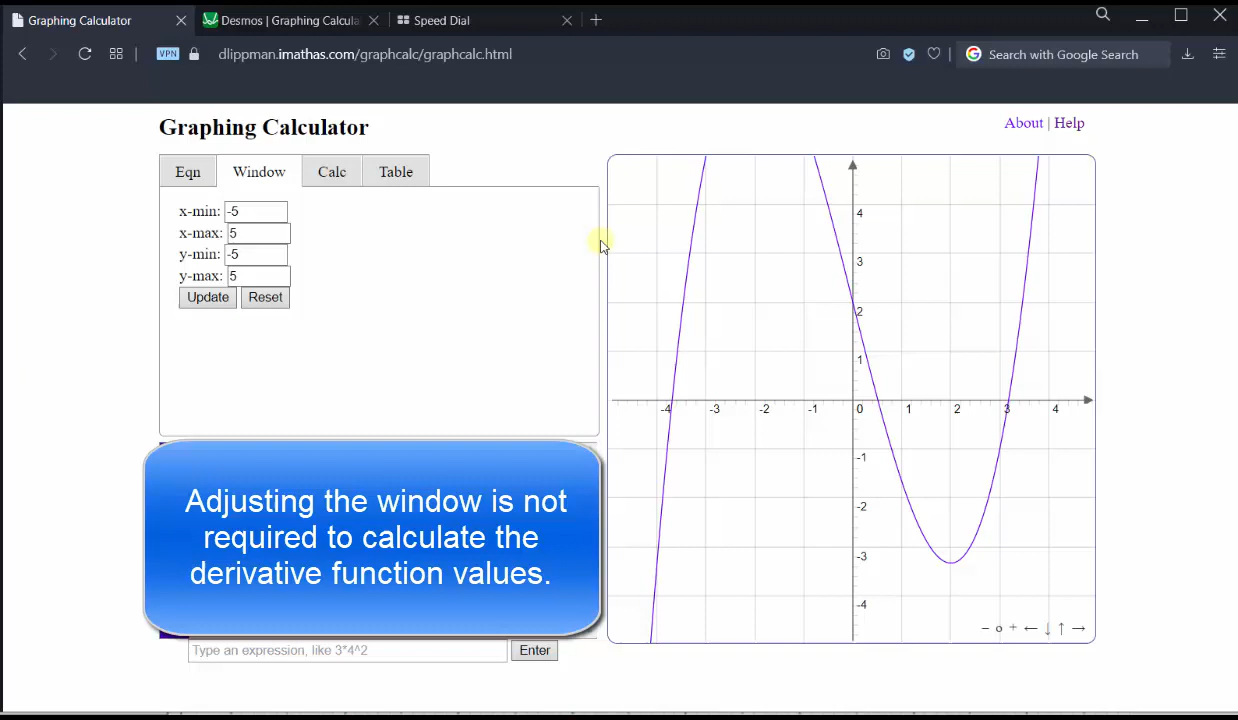 Graphing Calculator
Desmos | Graphing Calcula
Speed Dial
VPN
dlippman.imathas.com/graphcalc/graphcalc.html
Search with Google Search
Graphing Calculator
About | Help
Eqn
Window
Calc
Table
x-min: -5
x-max: 5
y-min: -5
y-max: 5
Update
Reset
4
3
2
1
-4 -3 -2 -1 0 1 2 3 4
-1
-2
-3
-4
- o + ← ↓ ↑ →
Adjusting the window is not
required to calculate the
derivative function values.
Type an expression, like 3*4^2
Enter